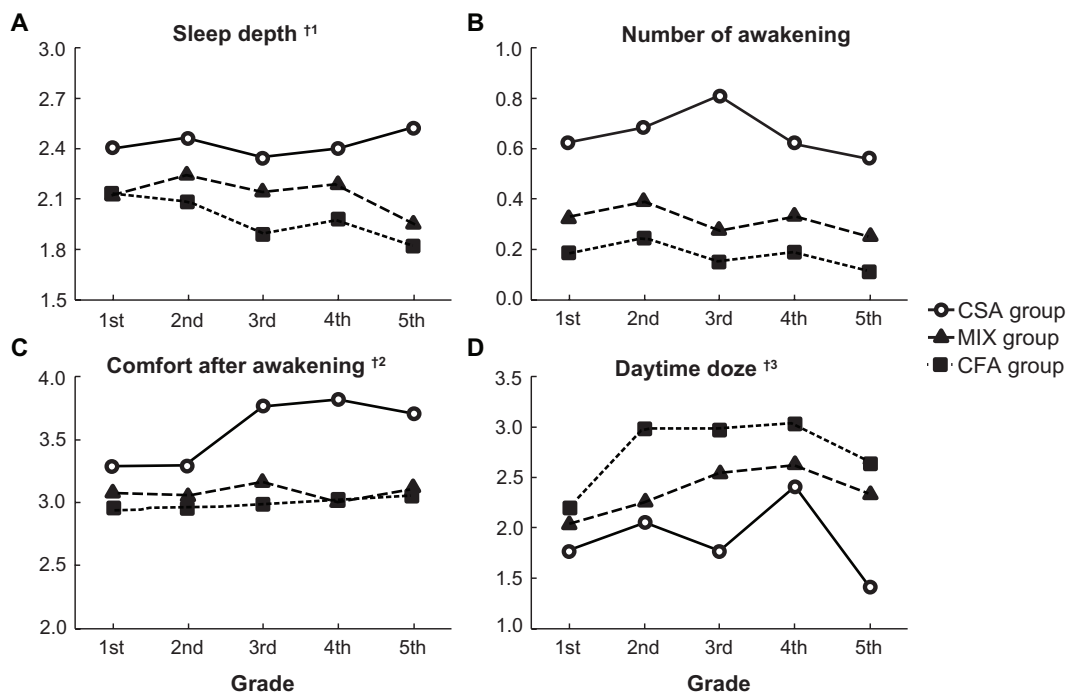 A
Sleep depth †1
3.0
2.7
2.4
2.1
1.8
1.5
1st 2nd 3rd 4th 5th
B
Number of awakening
1.0
0.8
0.6
0.4
0.2
0.0
1st 2nd 3rd 4th 5th
CSA group
MIX group
CFA group
C
Comfort after awakening †2
4.0
3.5
3.0
2.5
2.0
1st 2nd 3rd 4th 5th
Grade
D
Daytime doze †3
3.5
3.0
2.5
2.0
1.5
1.0
1st 2nd 3rd 4th 5th
Grade